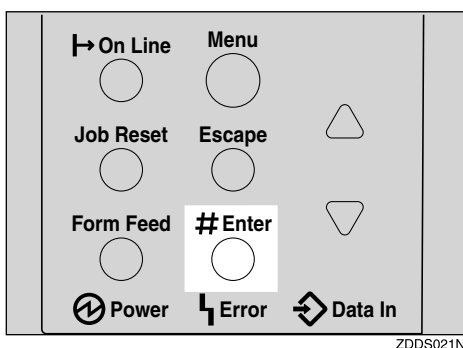 On Line Menu
Job Reset Escape
Form Feed # Enter
Power Error Data In
ZDDS021N